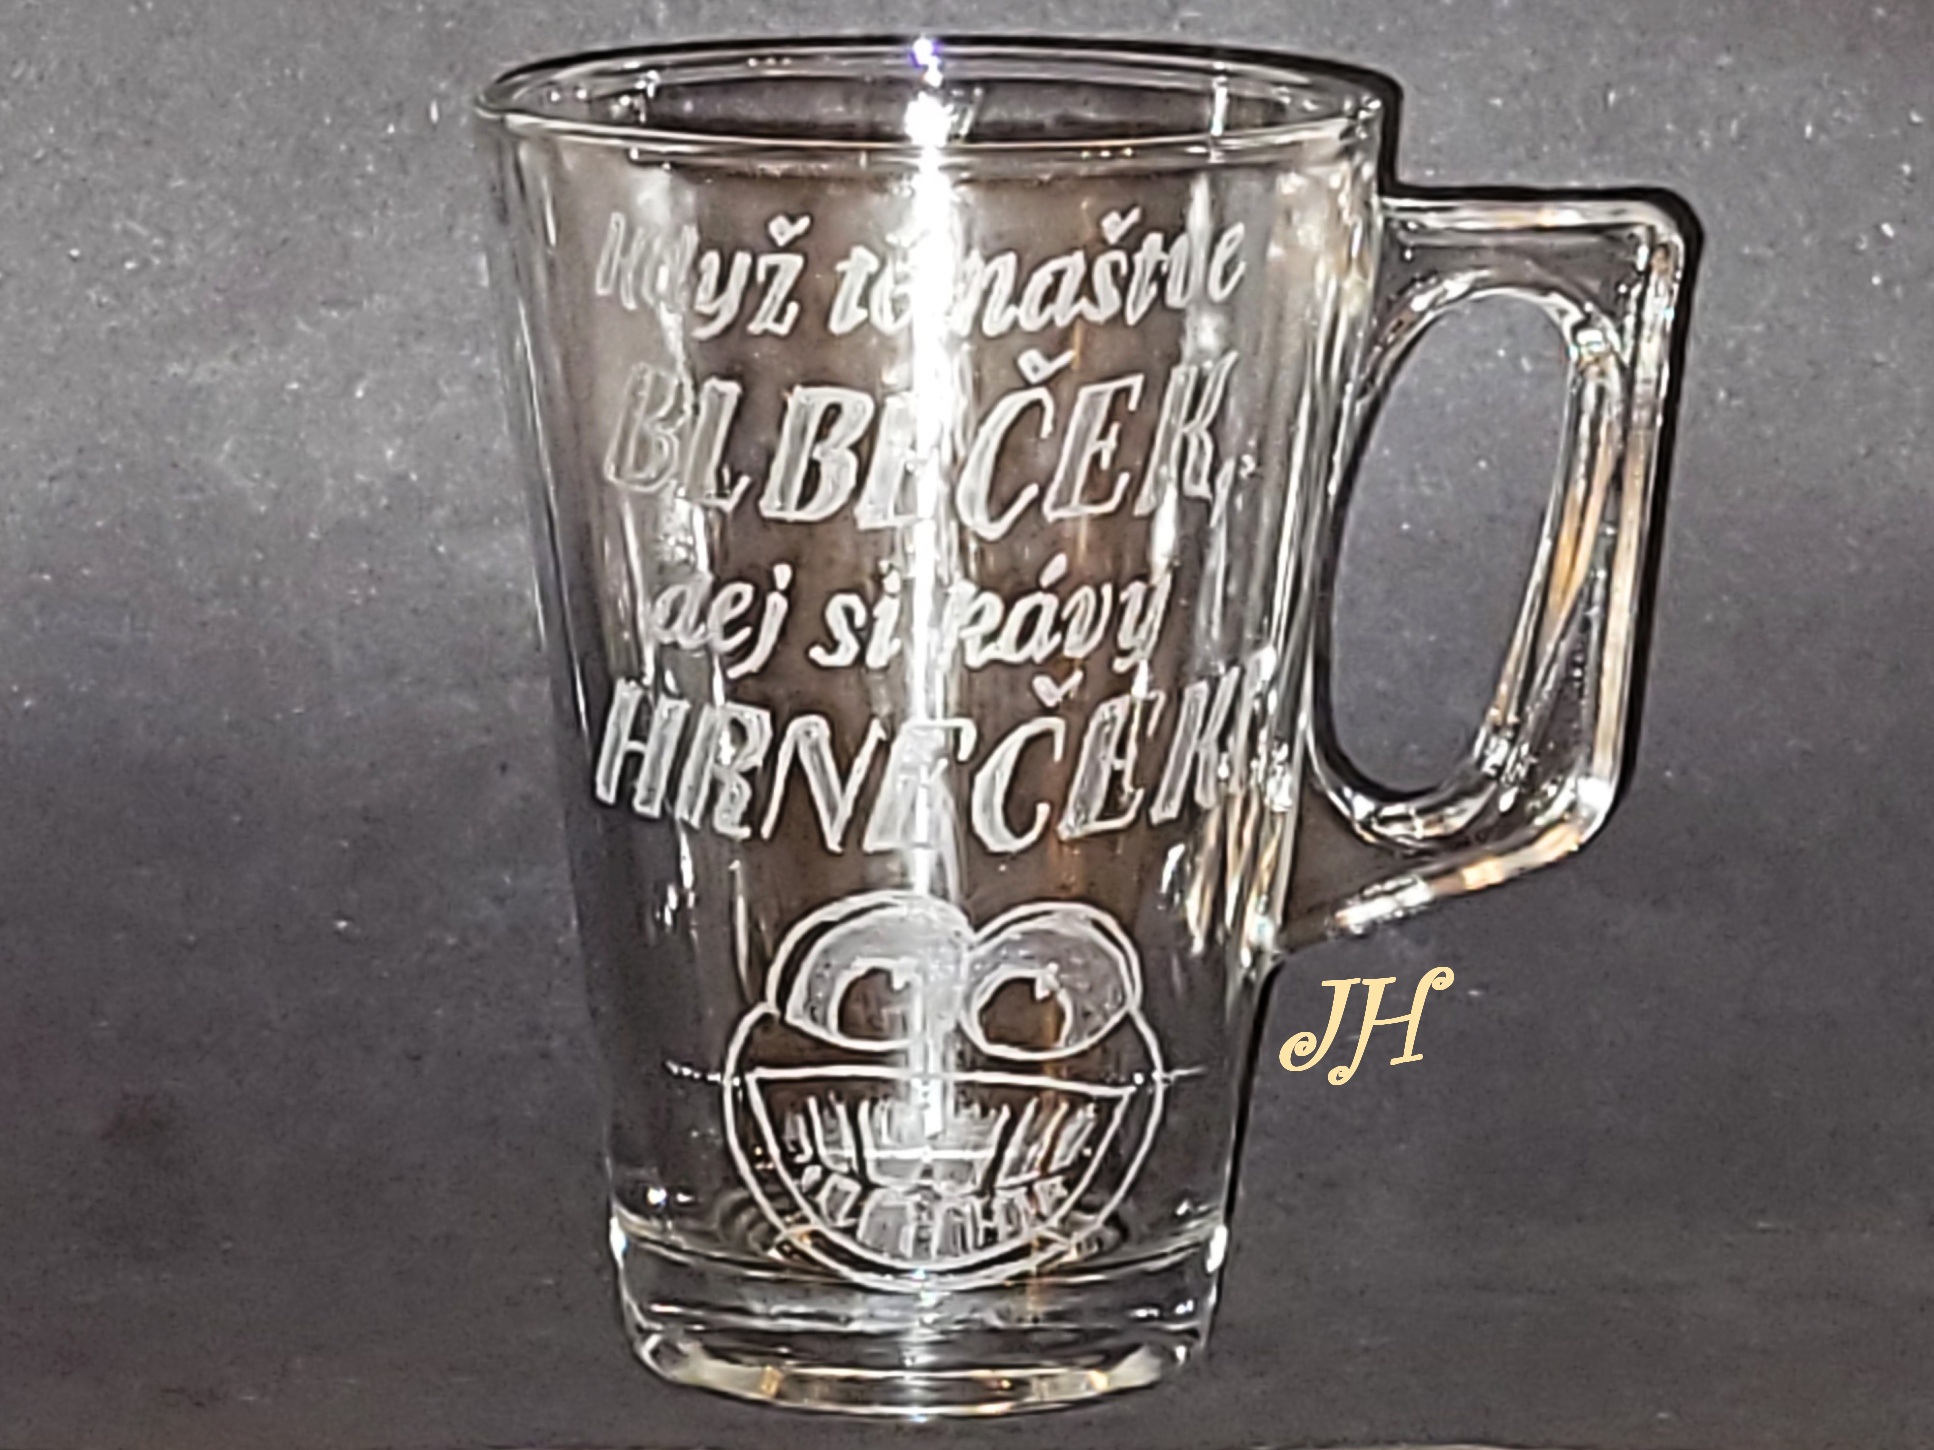 Když tě naštve
BLBEČEK,
dej si kávy
HRNEČEK!
JH